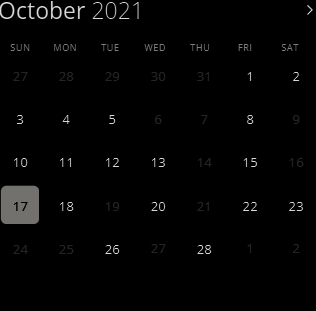 October 2021
SUN MON TUE WED THU FRI SAT
27 28 29 30 31 1 2
3 4 5 6 7 8 9
10 11 12 13 14 15 16
17 18 19 20 21 22 23
24 25 26 27 28 1 2